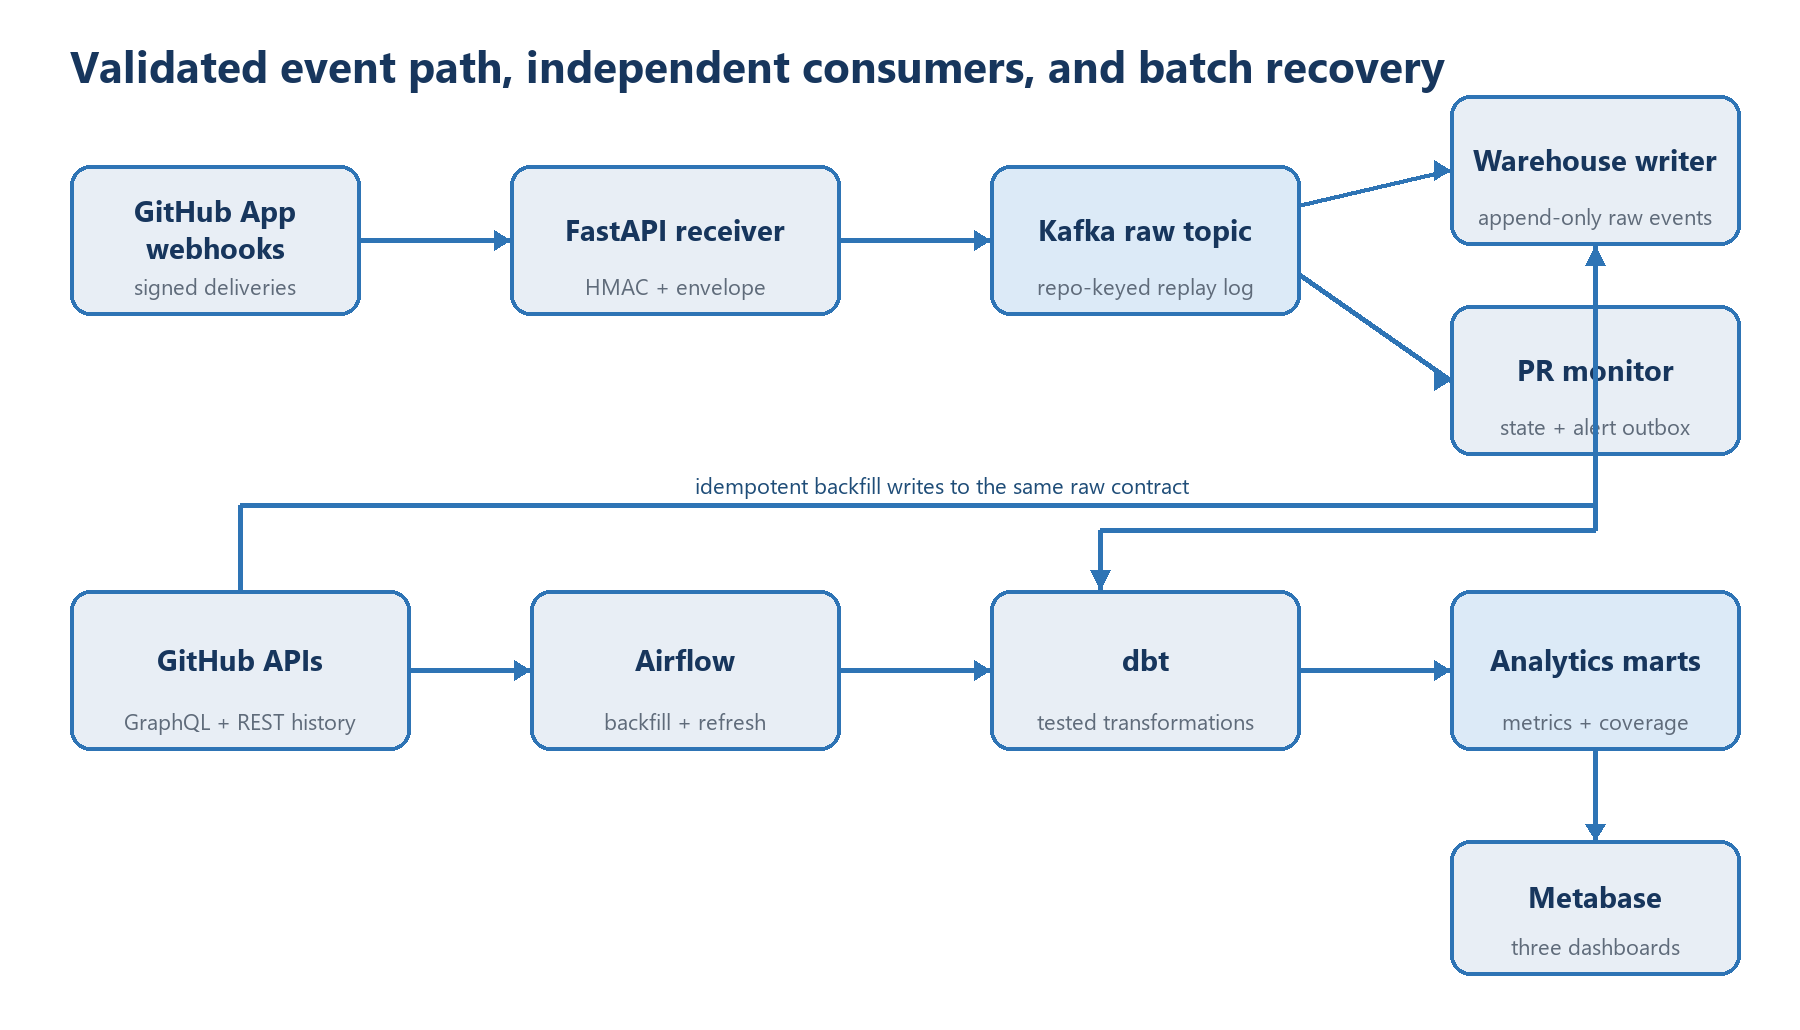 Validated event path, independent consumers, and batch recovery
GitHub App
webhooks
signed deliveries
FastAPI receiver
HMAC + envelope
Kafka raw topic
repo-keyed replay log
Warehouse writer
append-only raw events
PR monitor
state + alert outbox
idempotent backfill writes to the same raw contract
GitHub APIs
GraphQL + REST history
Airflow
backfill + refresh
dbt
tested transformations
Analytics marts
metrics + coverage
Metabase
three dashboards